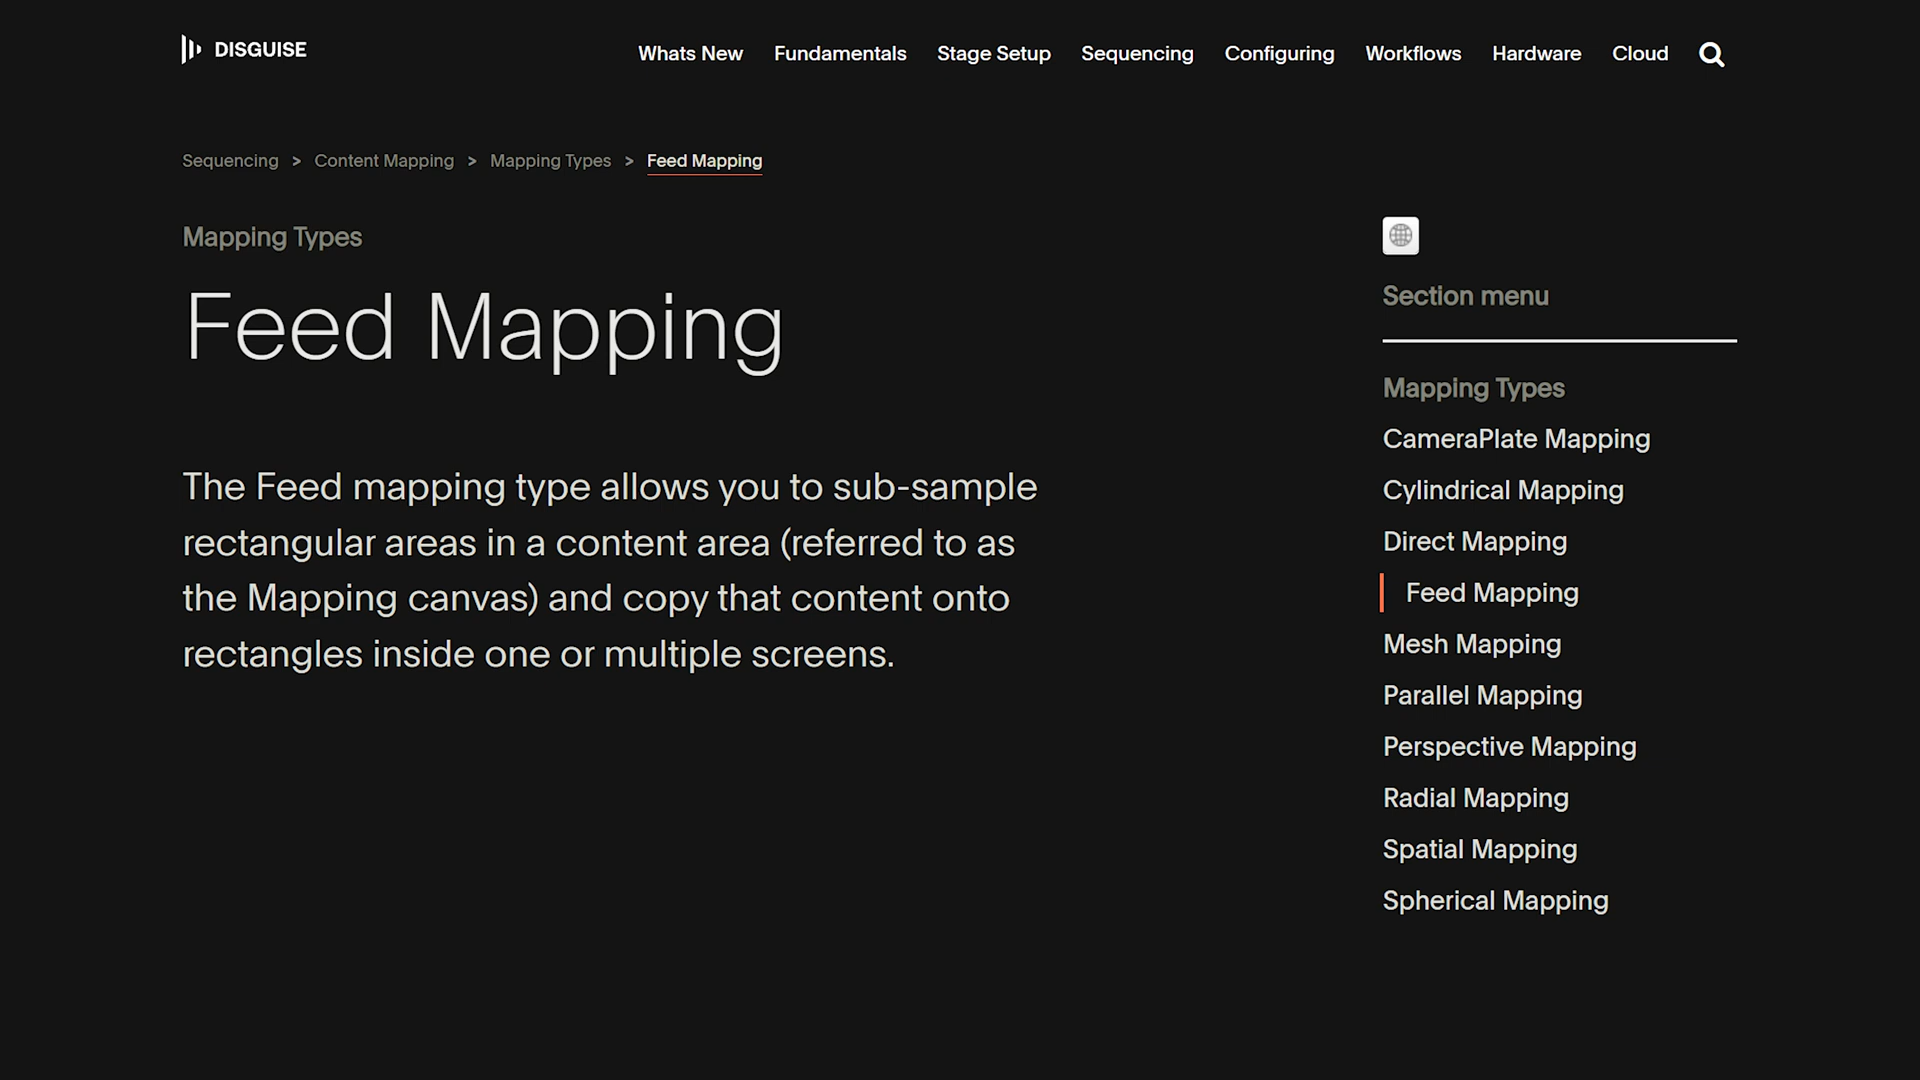 DISGUISE
Whats New Fundamentals Stage Setup Sequencing Configuring Workflows Hardware Cloud
Sequencing > Content Mapping > Mapping Types > Feed Mapping
Mapping Types
Feed Mapping
The Feed mapping type allows you to sub-sample
rectangular areas in a content area (referred to as
the Mapping canvas) and copy that content onto
rectangles inside one or multiple screens.
Section menu
Mapping Types
CameraPlate Mapping
Cylindrical Mapping
Direct Mapping
Feed Mapping
Mesh Mapping
Parallel Mapping
Perspective Mapping
Radial Mapping
Spatial Mapping
Spherical Mapping